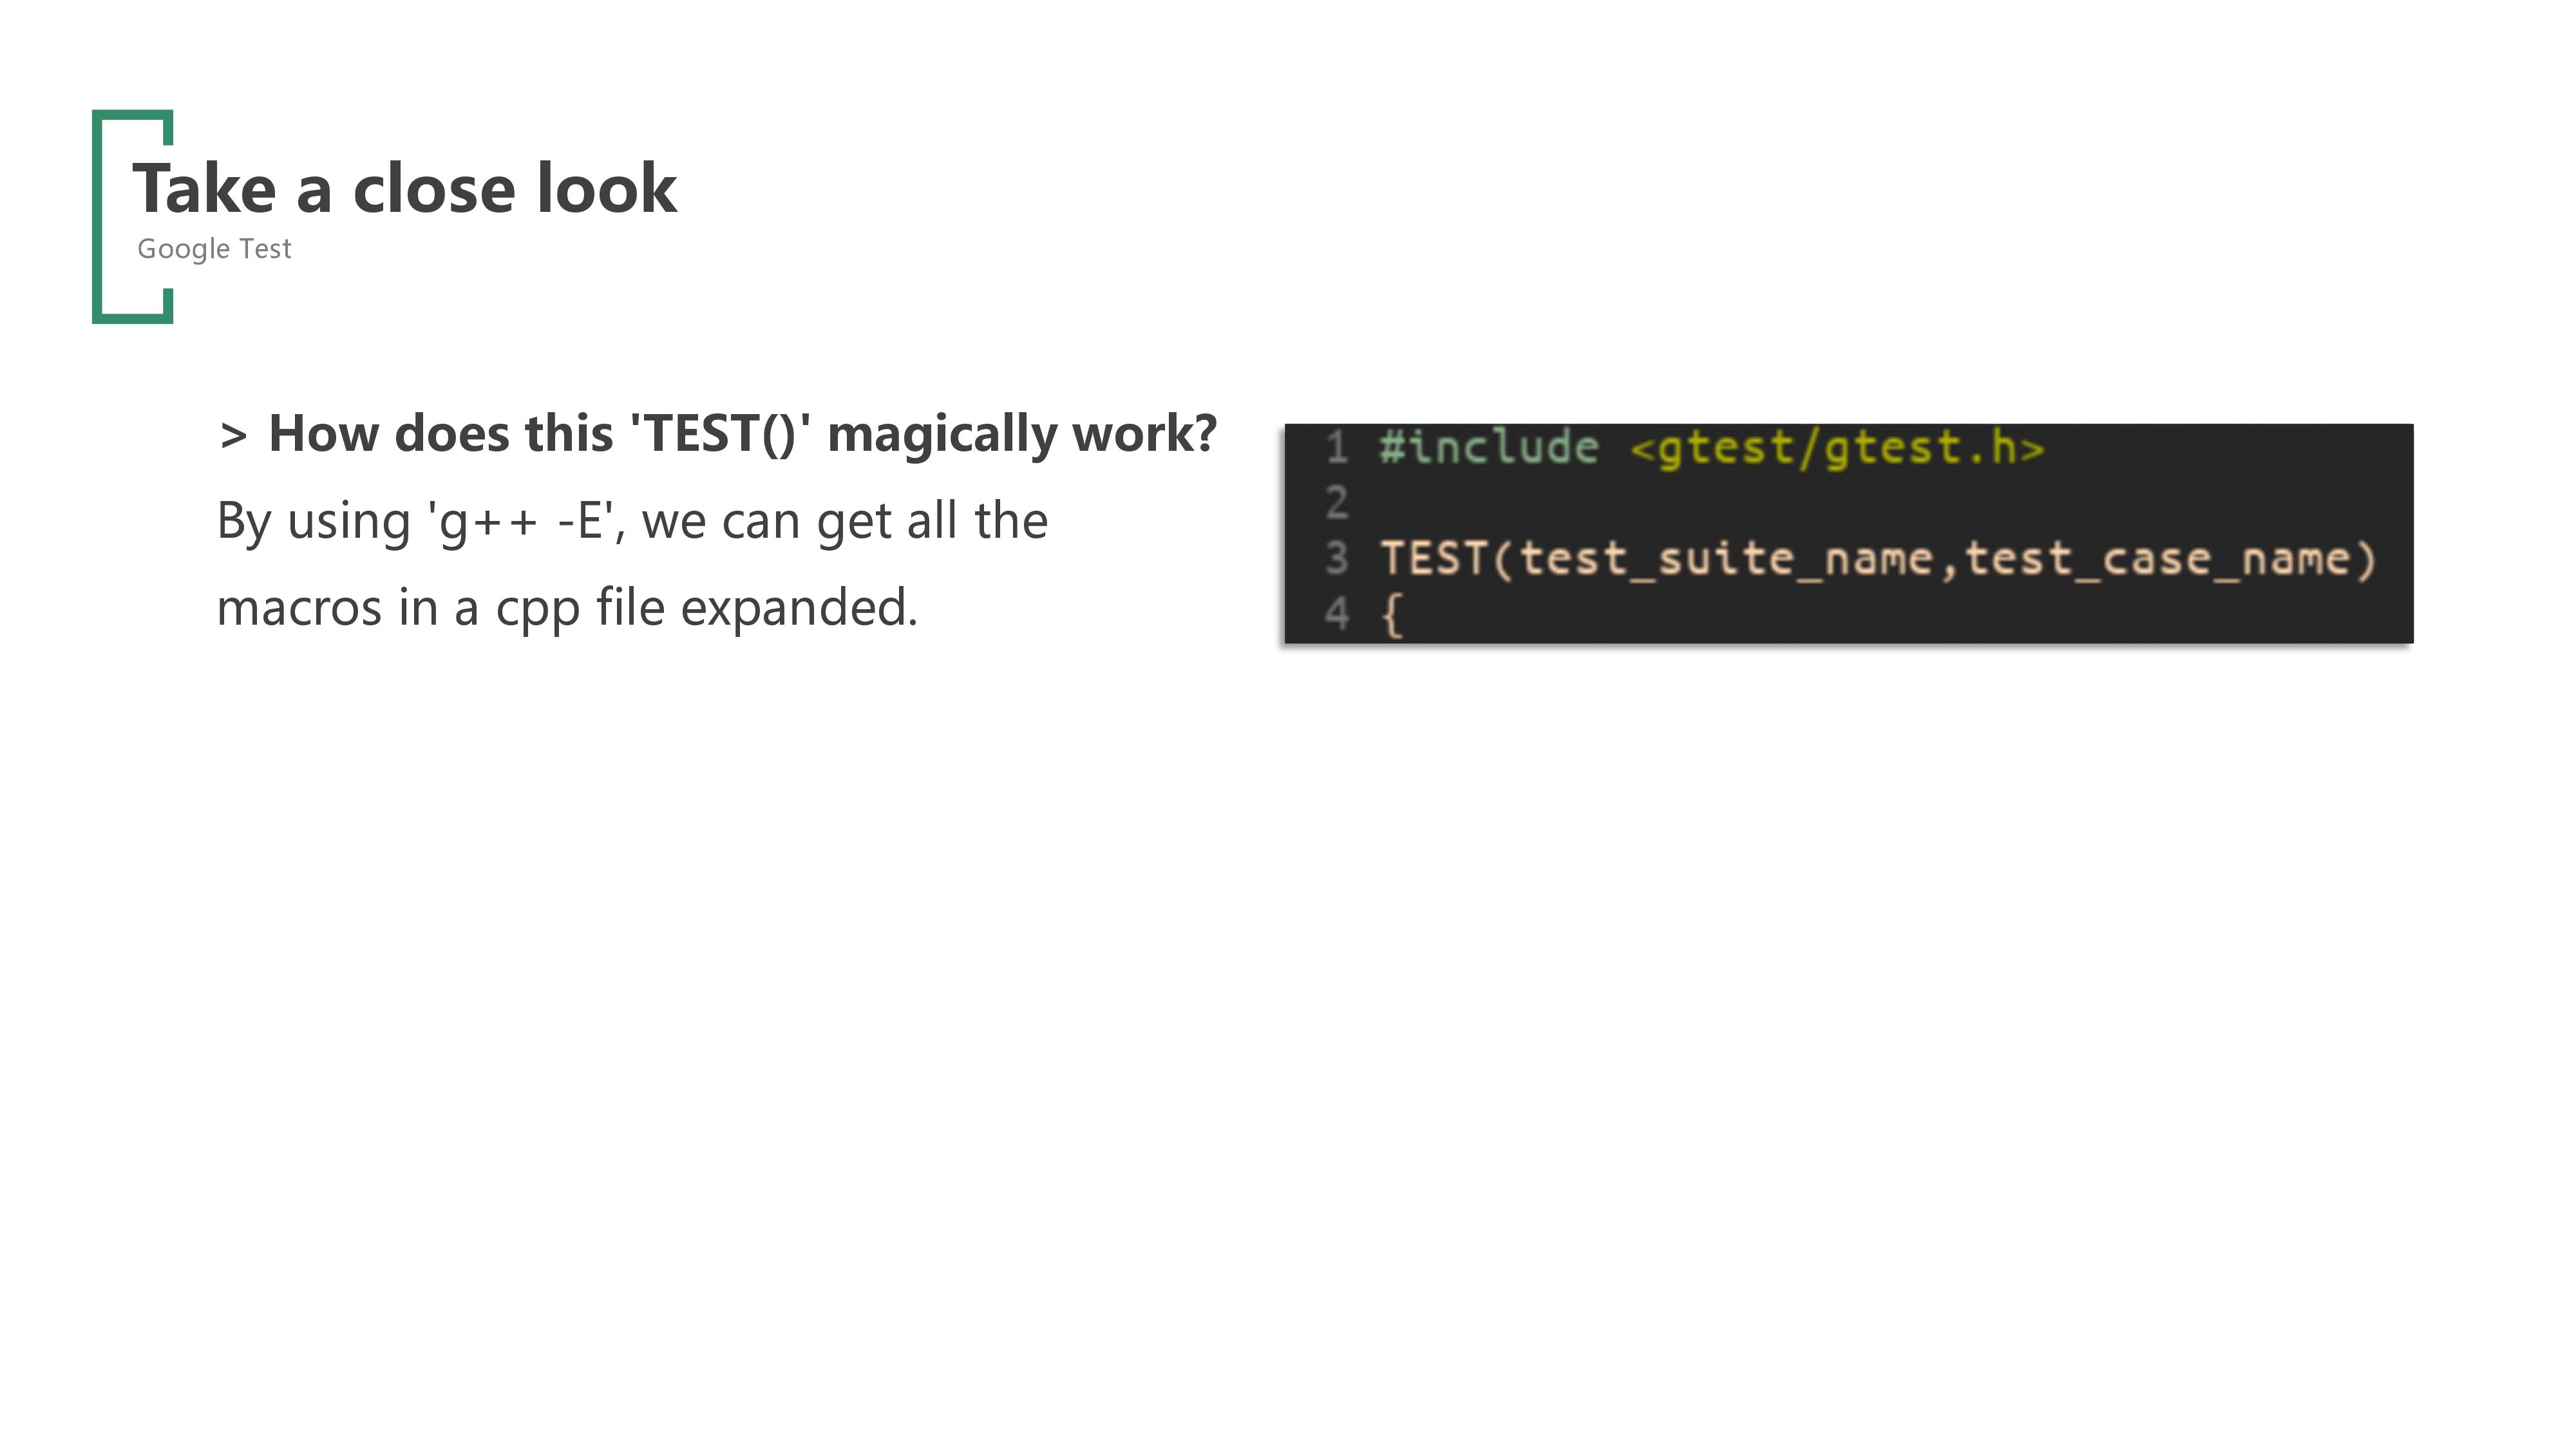 Take a close look
Google Test
> How does this 'TEST()' magically work?
By using 'g++ -E', we can get all the
macros in a cpp file expanded.
1 #include <gtest/gtest.h>
2
3 TEST(test_suite_name,test_case_name)
4 {